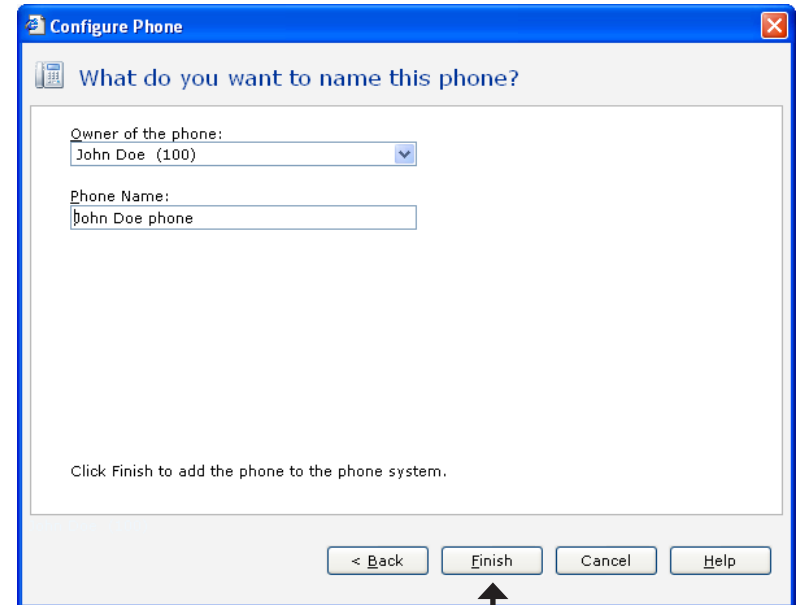 Configure Phone
What do you want to name this phone?
Owner of the phone:
John Doe (100)
Phone Name:
John Doe phone
Click Finish to add the phone to the phone system.
< Back Finish Cancel Help